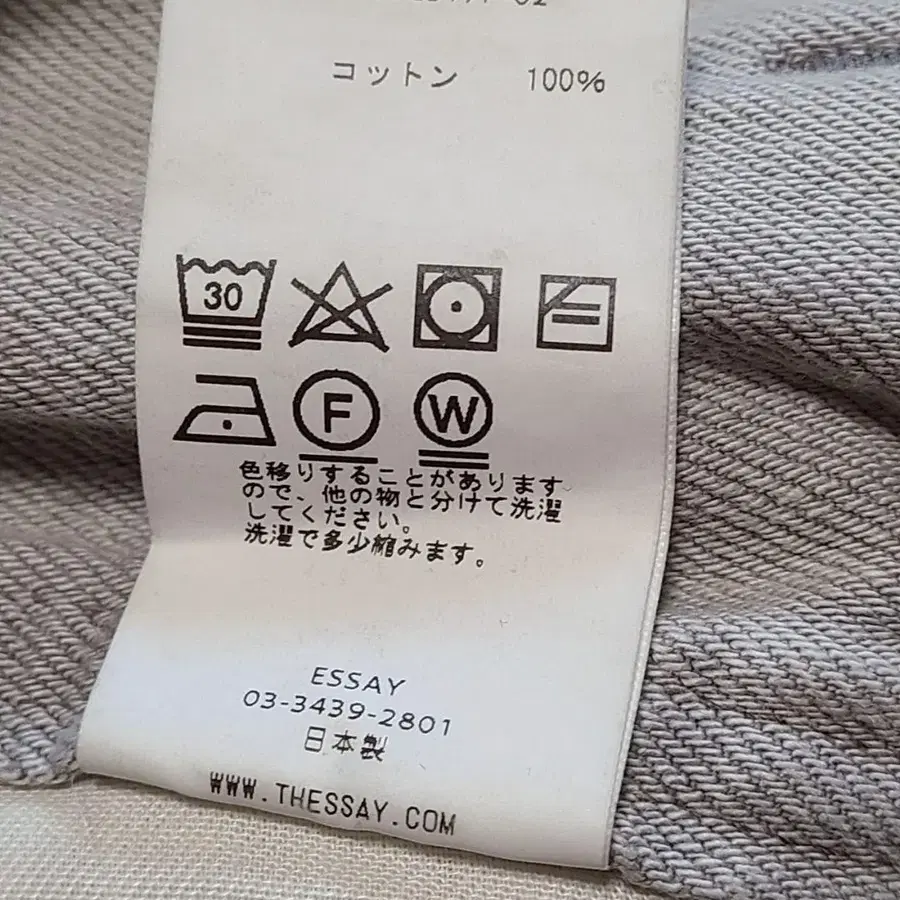 コットン 100%
30
F W
色移りすることがあります
ので、他の物と分けて洗濯
してください。
洗濯で多少縮みます。
ESSAY
03-3439-2801
日本製
WWW.THESSAY.COM